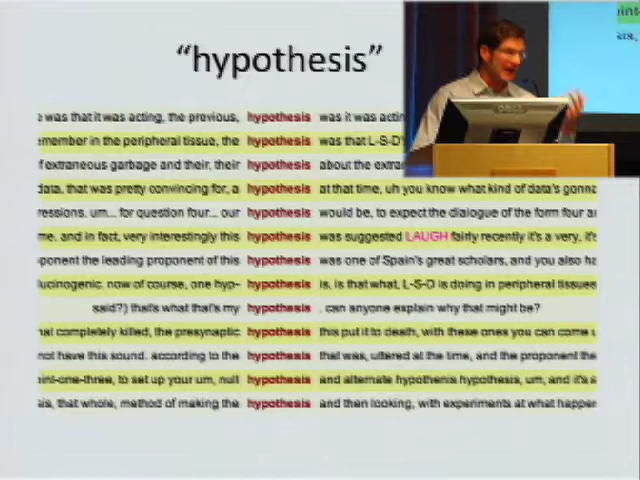 “hypothesis”
e was that it was acting, the previous, hypothesis was it was actin
emember in the peripheral tissue, the hypothesis was that L-S-D's
f extraneous garbage and their, their hypothesis about the extra
data, that was pretty convincing for, a hypothesis at that time, uh you know what kind of data's gonna
ressions. um... for question four... our hypothesis would be, to expect the dialogue of the form four a
me. and in fact, very interestingly this hypothesis was suggested LAUGH fairly recently it's a very, it's
ponent the leading proponent of this hypothesis was one of Spain's great scholars, and you also ha
lucinogenic. now of course, one hyp- hypothesis is, is that what, L-S-D is doing in peripheral tissues
said?) that's what that's my hypothesis . can anyone explain why that might be?
hat completely killed, the presynaptic hypothesis this put it to death, with these ones you can come u
not have this sound. according to the hypothesis that was, uttered at the time, and the proponent the
int-one-three, to set up your um, null hypothesis and alternate hypothenis hypothesis, um, and it's a
sis, that whole, method of making the hypothesis and then looking, with experiments at what happen